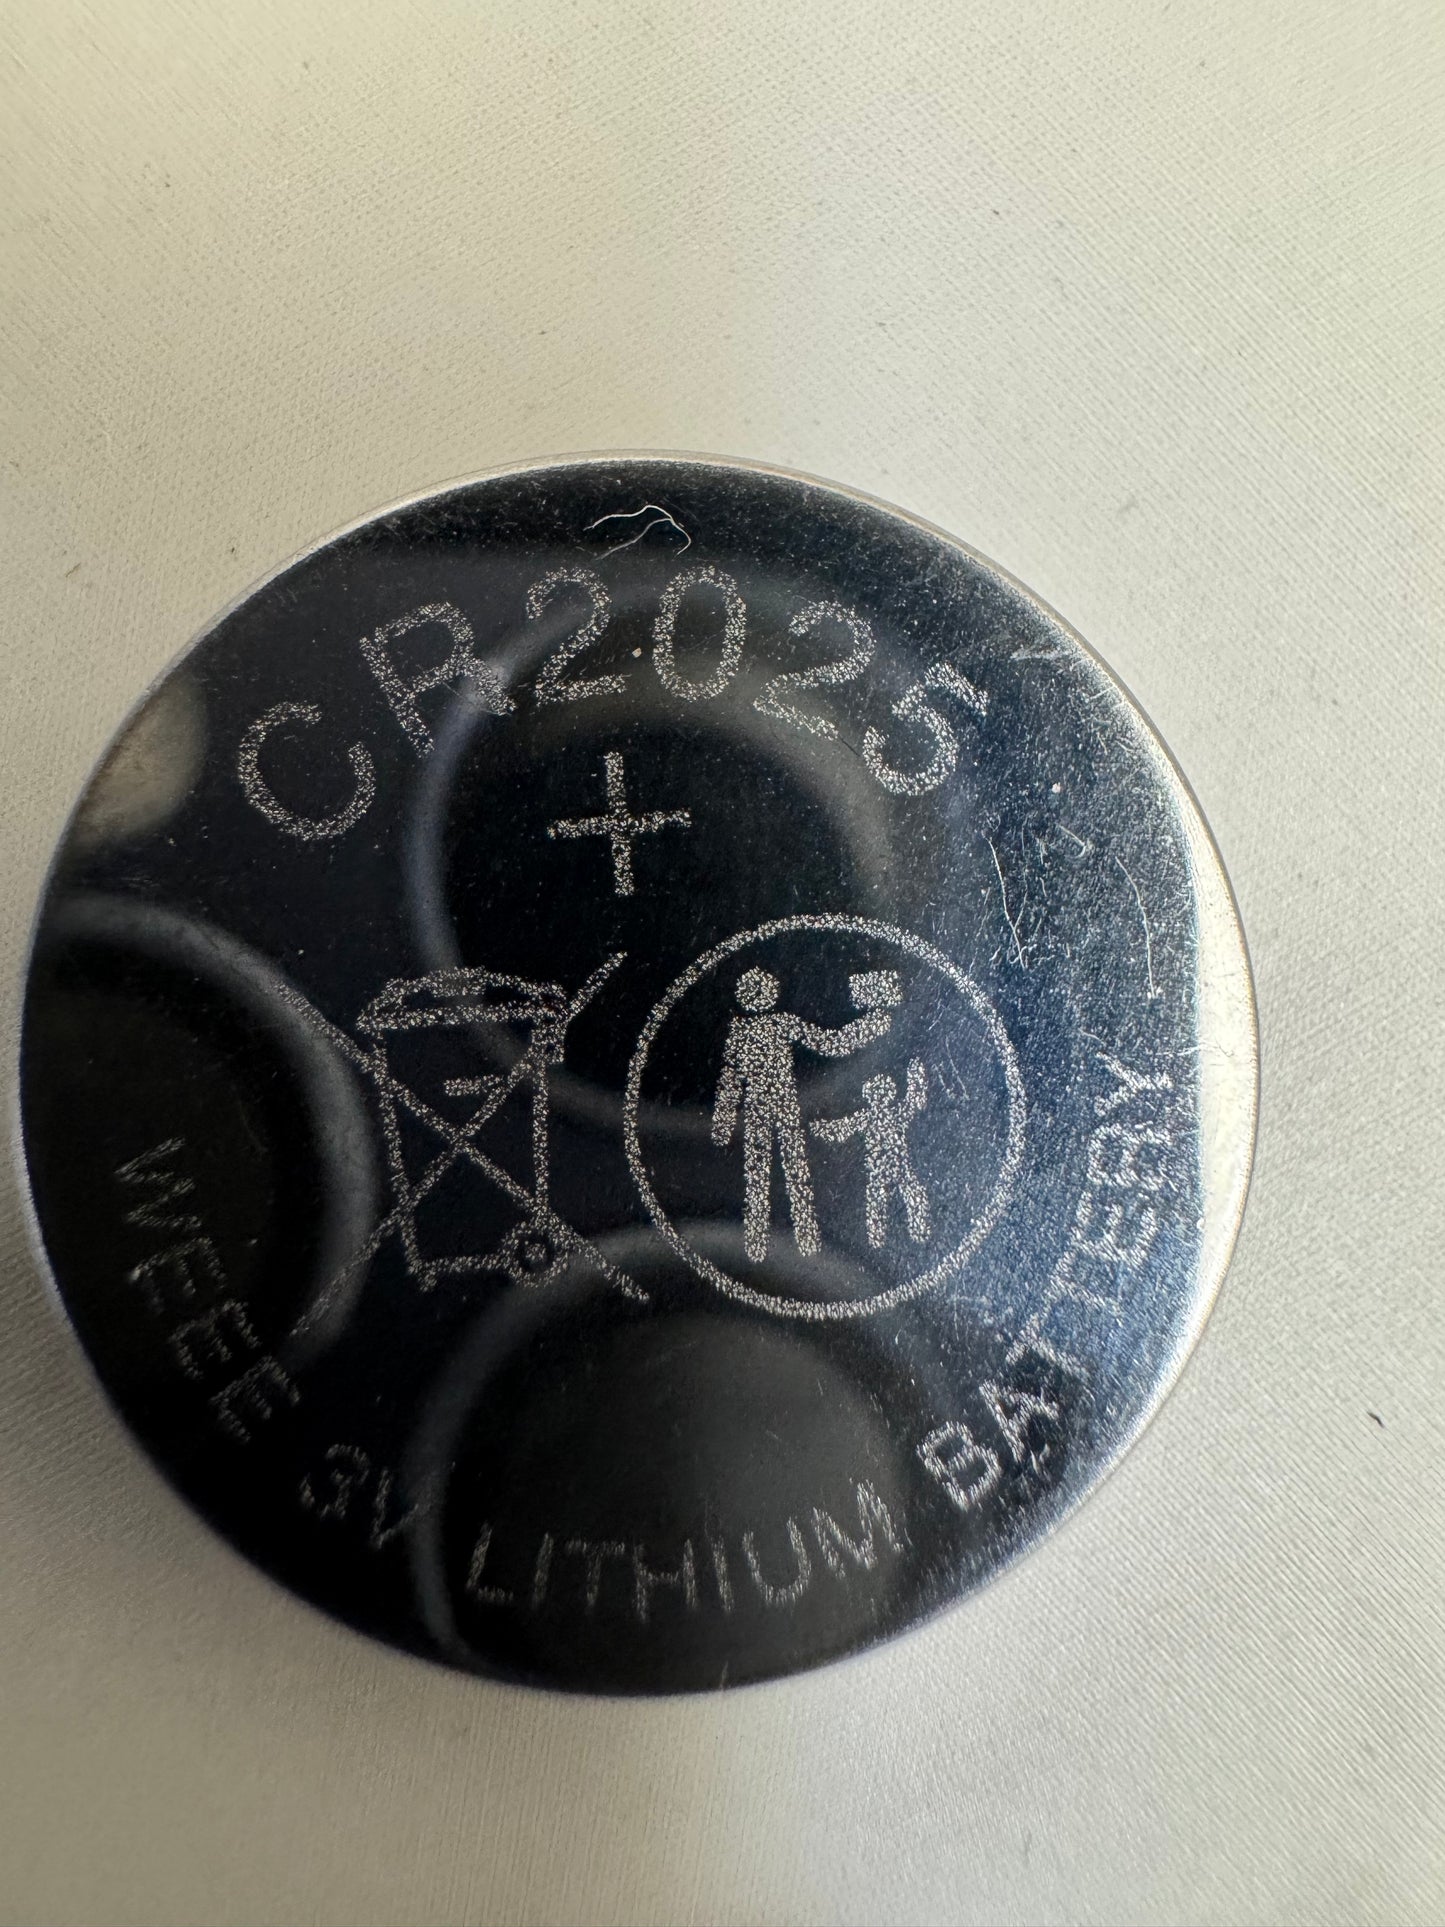 CR2025
+
WEEE 3V LITHIUM BATTERY